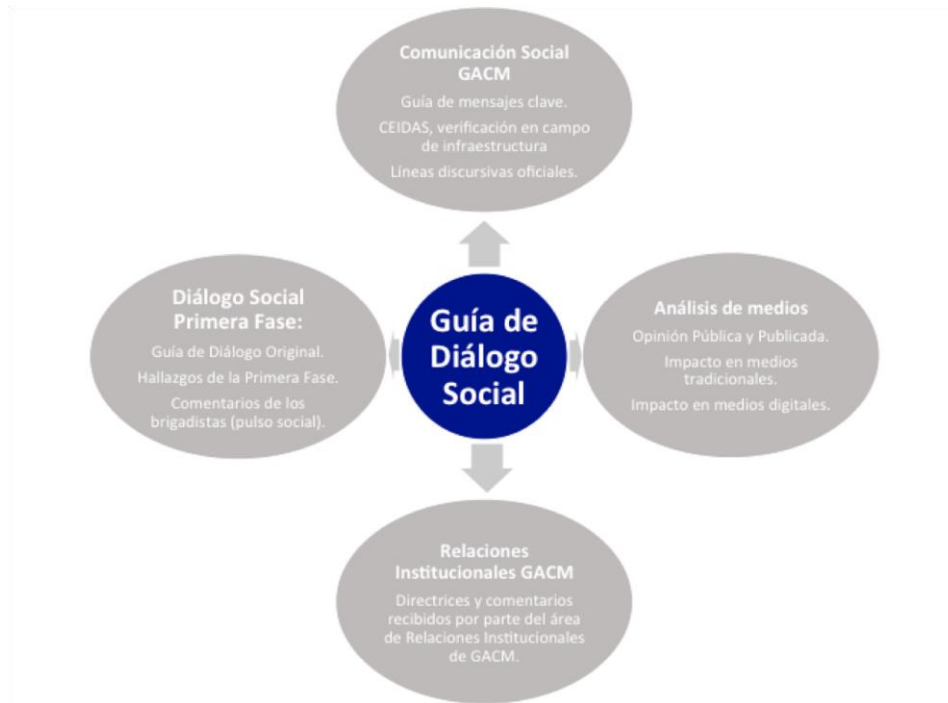 Comunicación Social
GACM
Guía de mensajes clave.
CEIDAS, verificación en campo
de infraestructura
Líneas discursivas oficiales.
Diálogo Social
Primera Fase:
Guía de Diálogo Original.
Hallazgos de la Primera Fase.
Comentarios de los
brigadistas (pulso social).
Guía de
Diálogo
Social
Análisis de medios
Opinión Pública y Publicada.
Impacto en medios
tradicionales.
Impacto en medios digitales.
Relaciones
Institucionales GACM
Directrices y comentarios
recibidos por parte del área
de Relaciones Institucionales
de GACM.